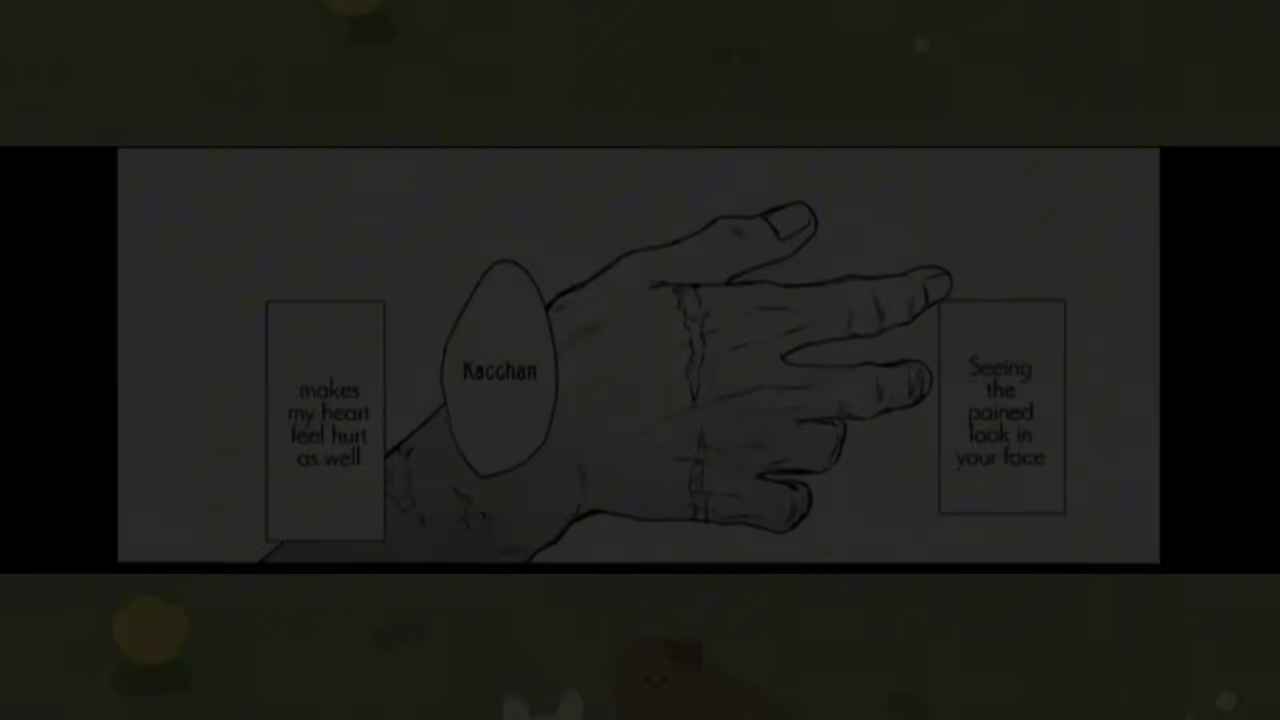 Seeing
the
pained
look in
your face
Kacchan
makes
my heart
feel hurt
as well